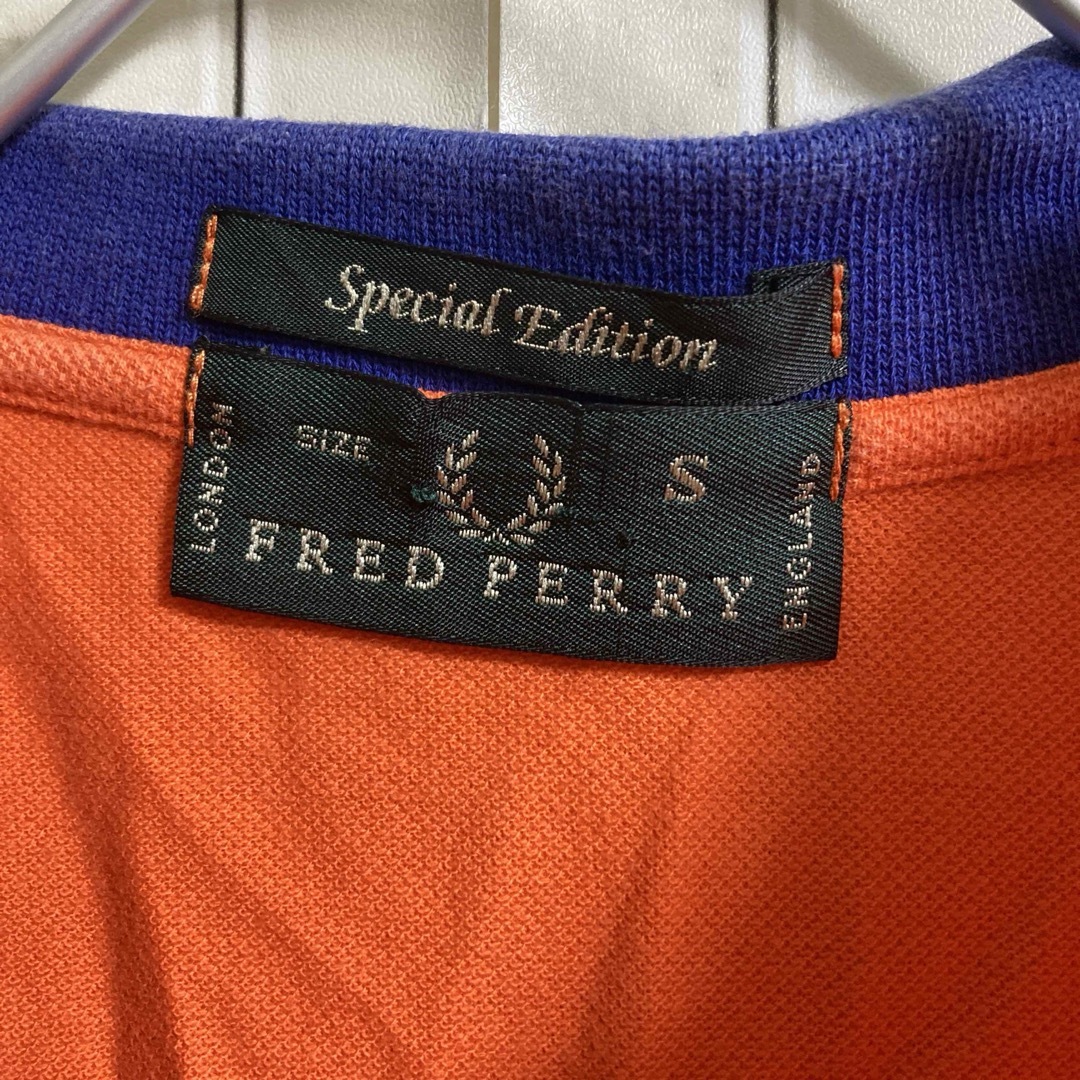 Special Edition
SIZE S
LONDON
FRED PERRY
ENGLAND